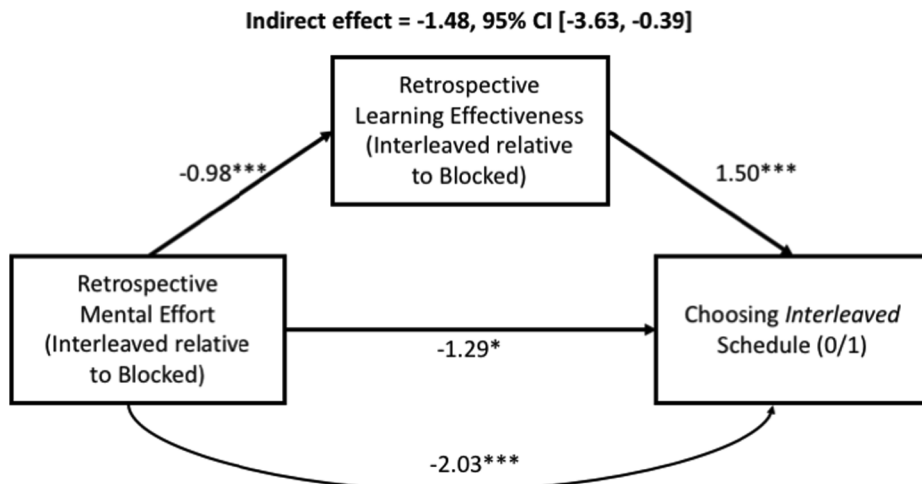 Indirect effect = -1.48, 95% CI [-3.63, -0.39]
Retrospective
Learning Effectiveness
(Interleaved relative
to Blocked)
-0.98***
1.50***
Retrospective
Mental Effort
(Interleaved relative
to Blocked)
Choosing Interleaved
Schedule (0/1)
-1.29*
-2.03***